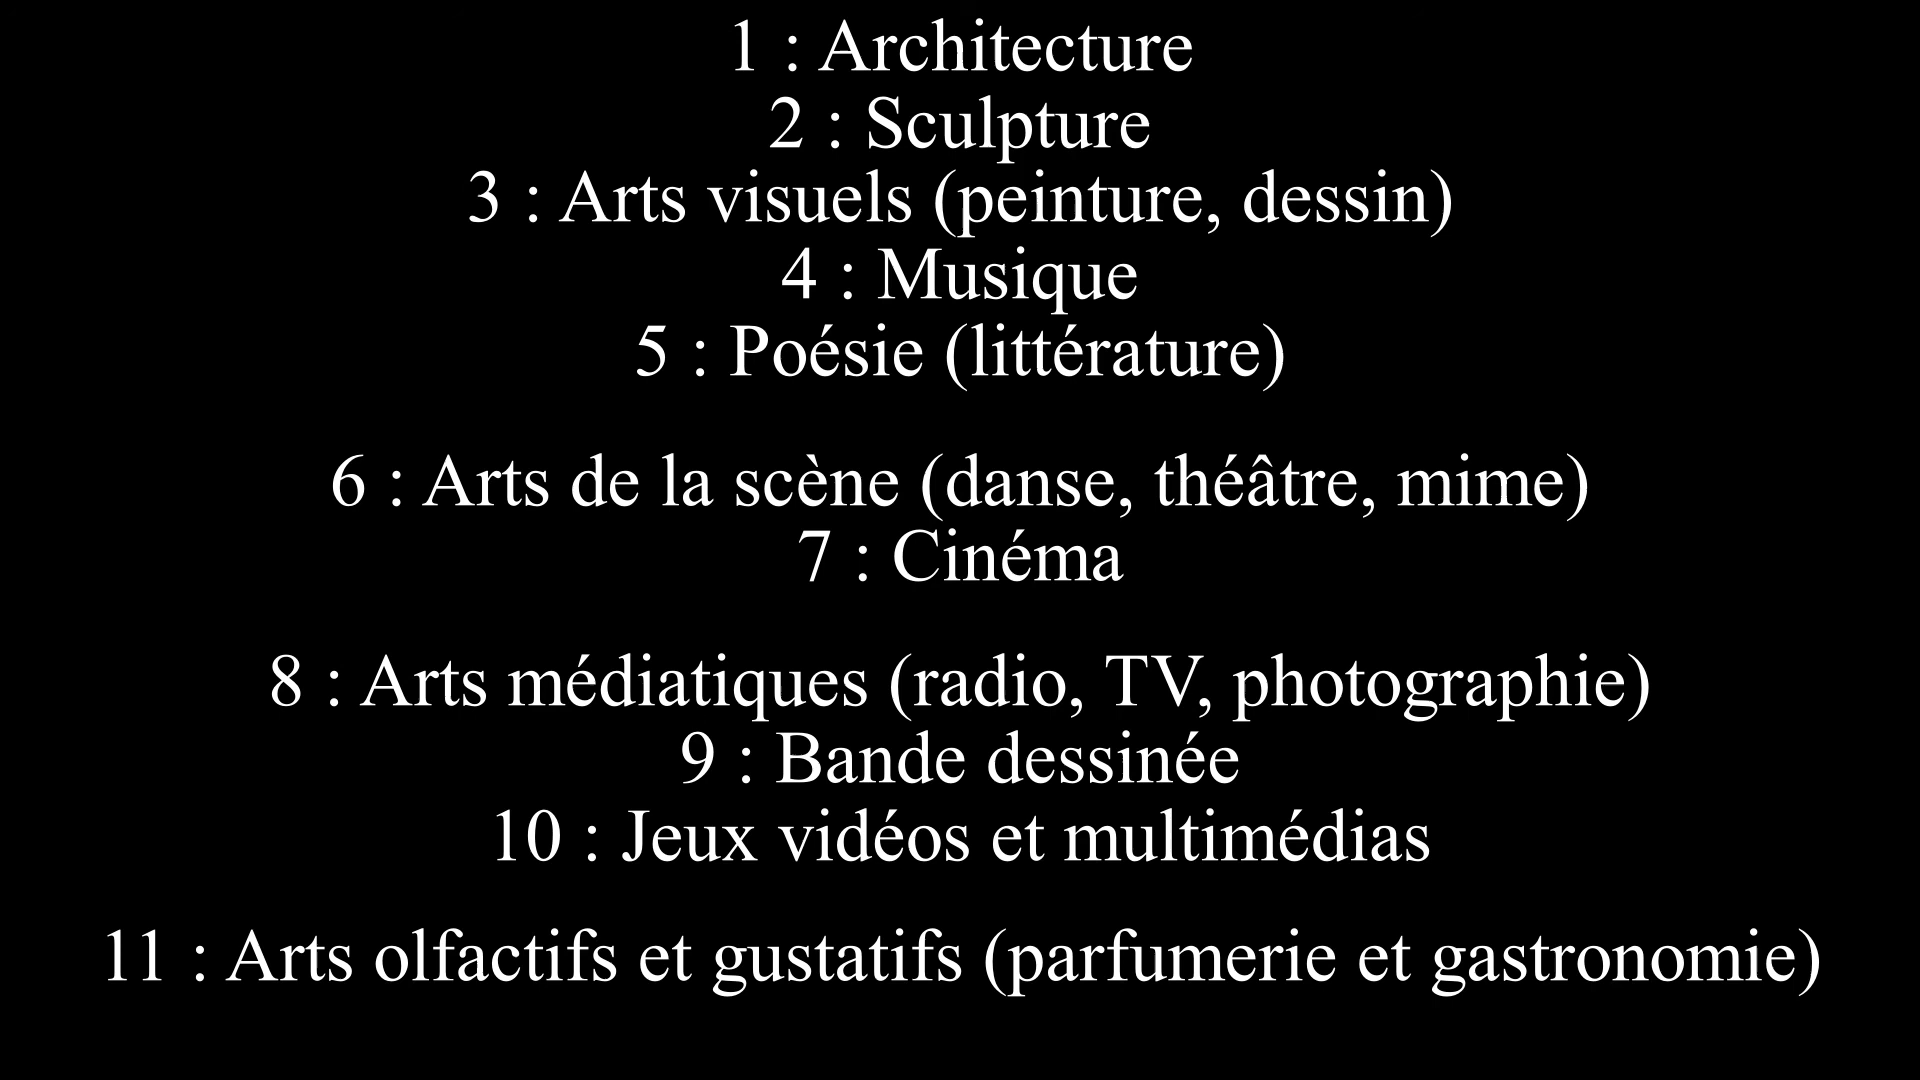 1 : Architecture
2 : Sculpture
3 : Arts visuels (peinture, dessin)
4 : Musique
5 : Poésie (littérature)
6 : Arts de la scène (danse, théâtre, mime)
7 : Cinéma
8 : Arts médiatiques (radio, TV, photographie)
9 : Bande dessinée
10 : Jeux vidéos et multimédias
11 : Arts olfactifs et gustatifs (parfumerie et gastronomie)